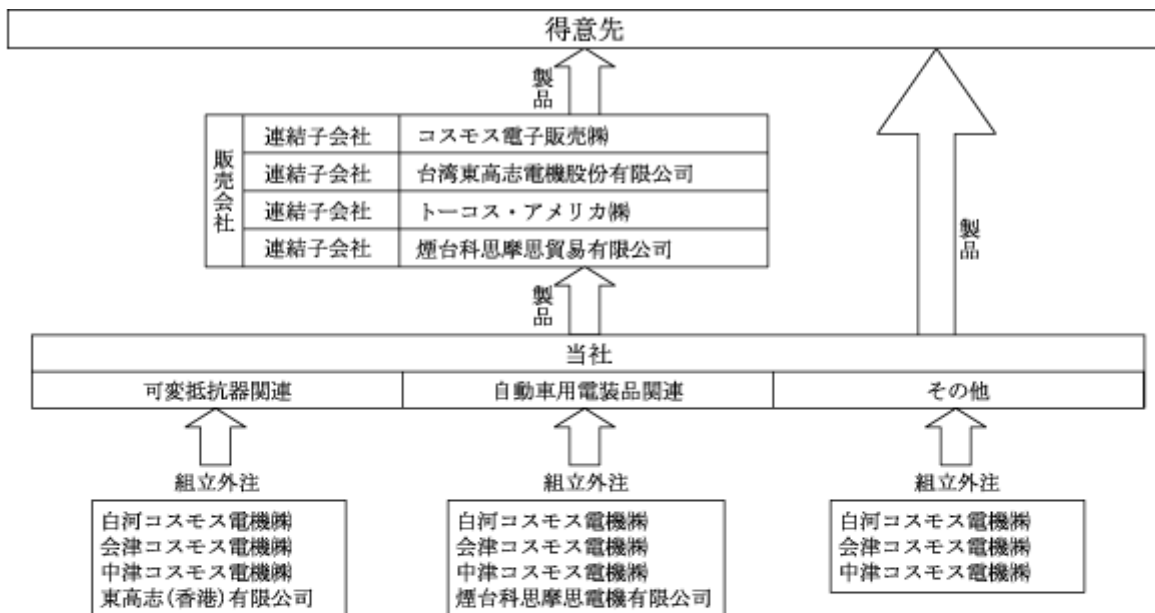 得意先
製品
販売会社
連結子会社 コスモス電子販売㈱
連結子会社 台湾東高志電機股份有限公司
連結子会社 トーコス・アメリカ㈱
連結子会社 煙台科思摩思貿易有限公司
製品
製品
当社
可変抵抗器関連 自動車用電装品関連 その他
組立外注 組立外注 組立外注
白河コスモス電機㈱
会津コスモス電機㈱
中津コスモス電機㈱
東高志(香港)有限公司
白河コスモス電機㈱
会津コスモス電機㈱
中津コスモス電機㈱
煙台科思摩思電機有限公司
白河コスモス電機㈱
会津コスモス電機㈱
中津コスモス電機㈱